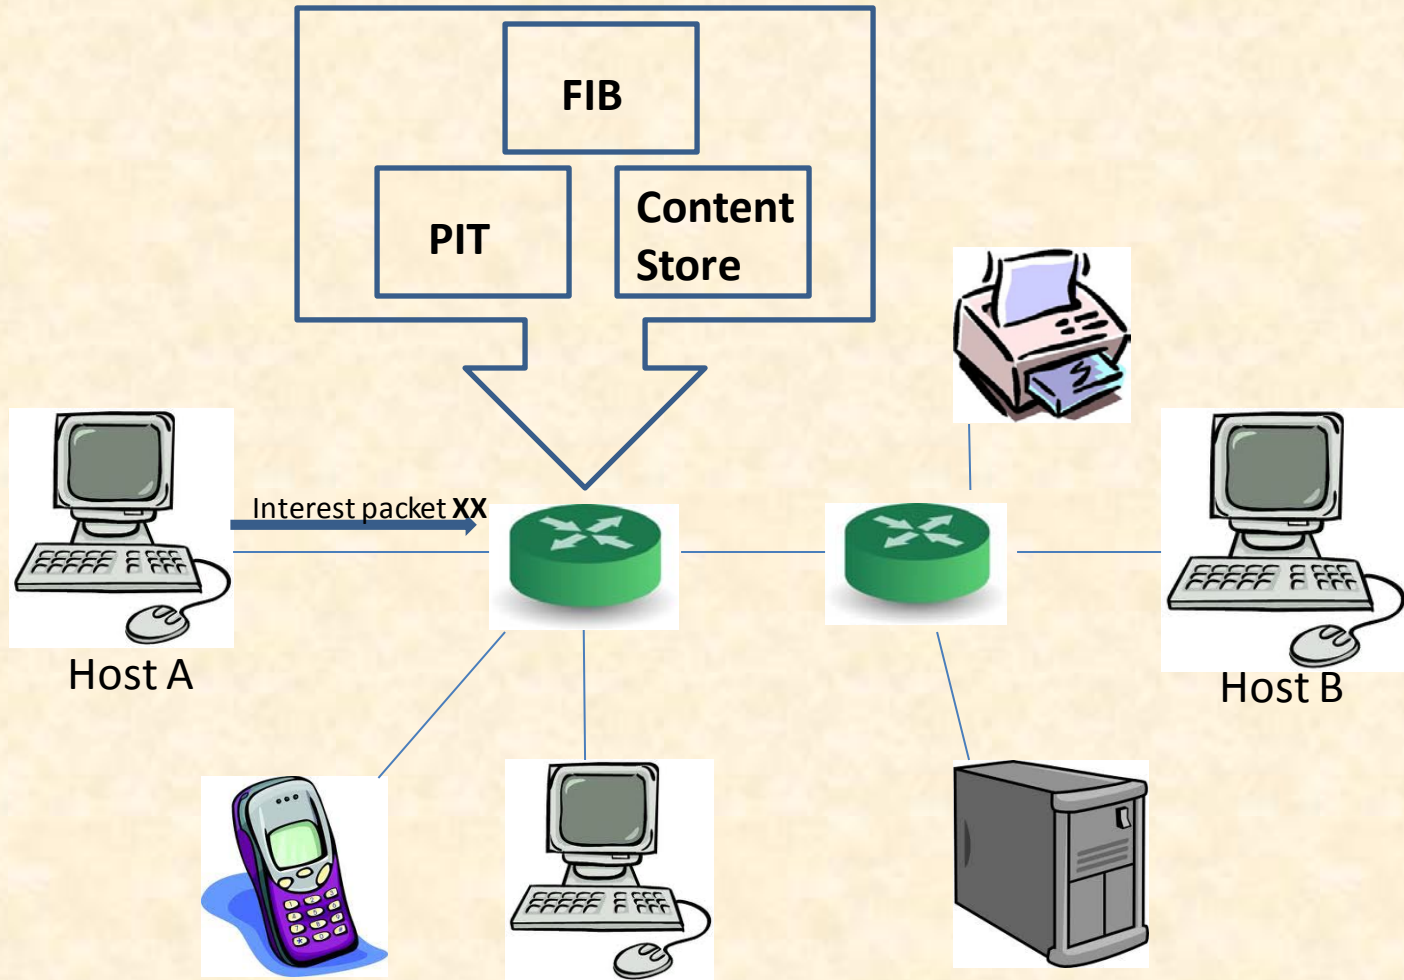 FIB
PIT
Content
Store
Interest packet XX
Host A
Host B